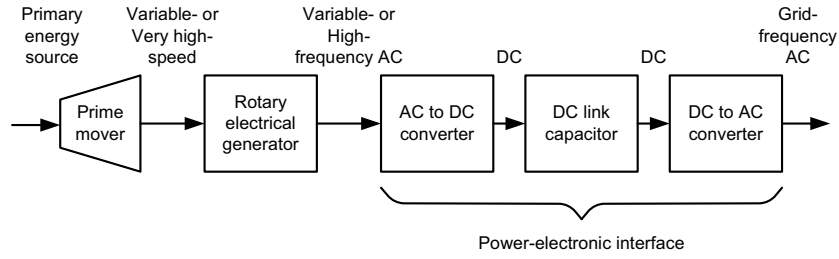 Primary
energy
source
Variable- or
Very high-
speed
Variable- or
High-
frequency AC
DC
DC
Grid-
frequency
AC
Prime
mover
Rotary
electrical
generator
AC to DC
converter
DC link
capacitor
DC to AC
converter
Power-electronic interface